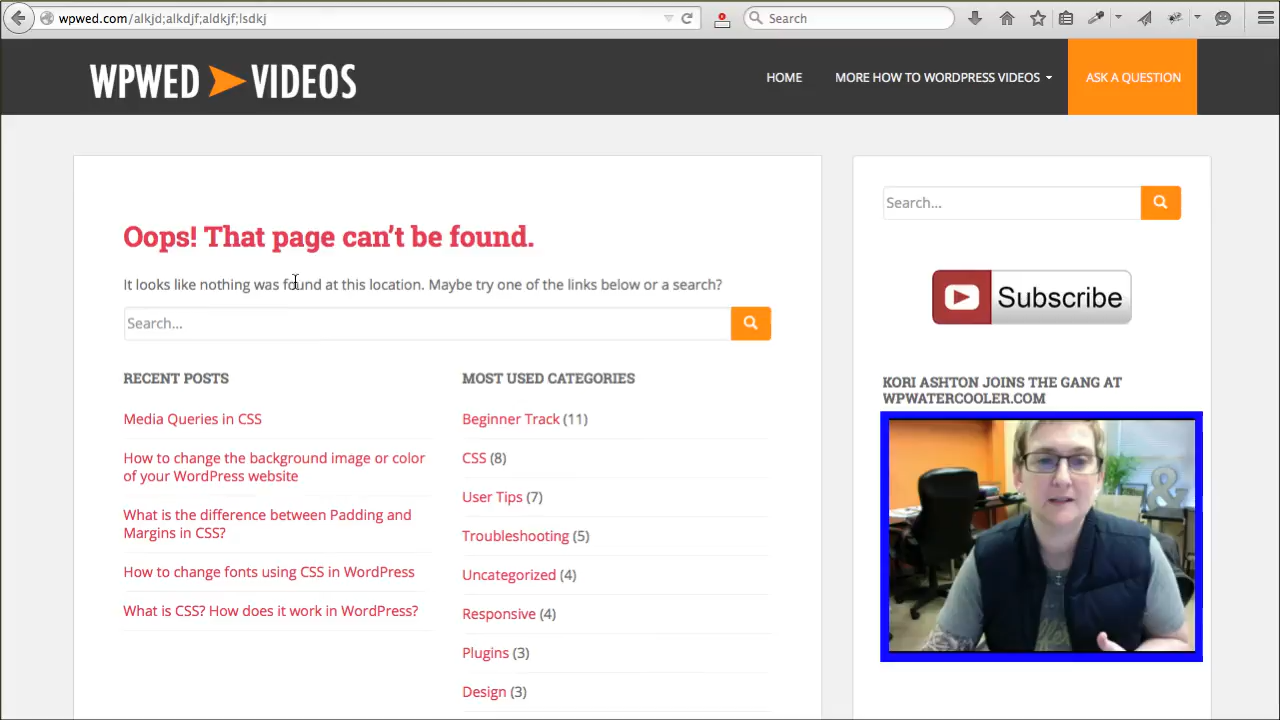 wpwed.com/alkjd;alkdjf;aldkjf;lsdkj
Search
WPWED VIDEOS
HOME
MORE HOW TO WORDPRESS VIDEOS
ASK A QUESTION
Oops! That page can't be found.
It looks like nothing was found at this location. Maybe try one of the links below or a search?
Search...
RECENT POSTS
Media Queries in CSS
How to change the background image or color
of your WordPress website
What is the difference between Padding and
Margins in CSS?
How to change fonts using CSS in WordPress
What is CSS? How does it work in WordPress?
MOST USED CATEGORIES
Beginner Track (11)
CSS (8)
User Tips (7)
Troubleshooting (5)
Uncategorized (4)
Responsive (4)
Plugins (3)
Design (3)
Search...
Subscribe
KORI ASHTON JOINS THE GANG AT
WPWATERCOOLER.COM
&